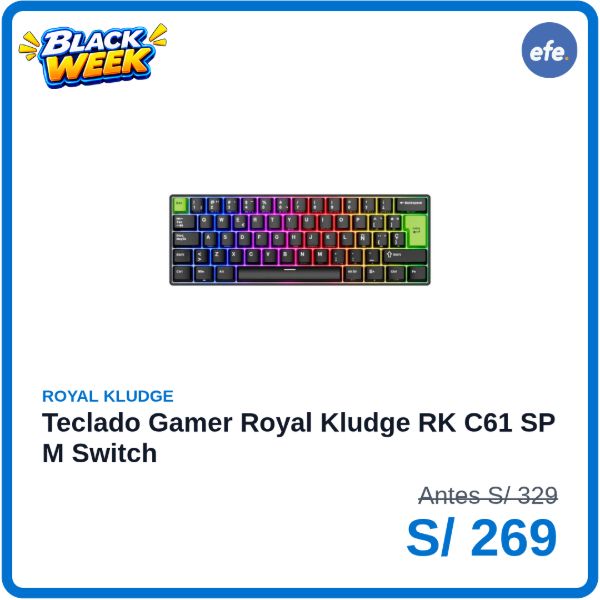 BLACK
WEEK
efe.
ROYAL KLUDGE
Teclado Gamer Royal Kludge RK C61 SP
M Switch
Antes S/ 329
S/ 269